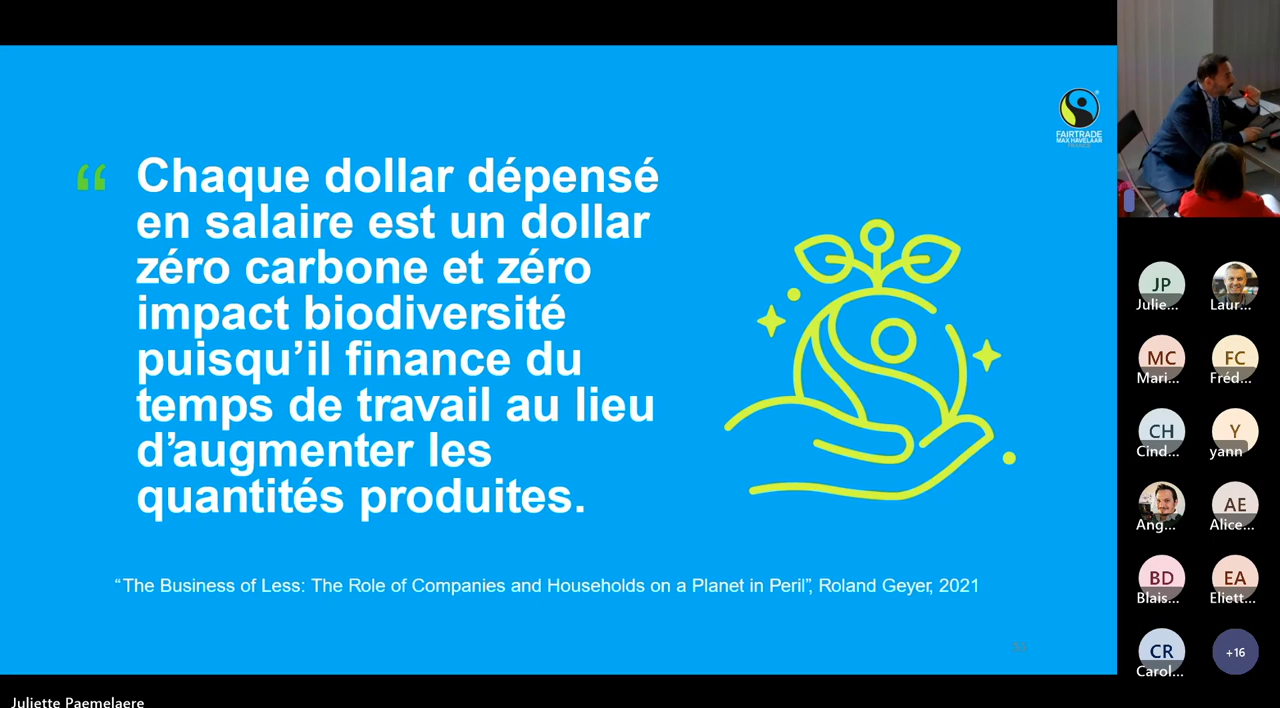 FAIRTRADE
MAX HAVELAAR
FRANCE
“ Chaque dollar dépensé
en salaire est un dollar
zéro carbone et zéro
impact biodiversité
puisqu’il finance du
temps de travail au lieu
d’augmenter les
quantités produites.
“The Business of Less: The Role of Companies and Households on a Planet in Peril”, Roland Geyer, 2021
JP
Julie...
Laur...
MC
Mari...
FC
Fréd...
CH
Cind...
Y
yann
Ang...
AE
Alice...
BD
Blais...
EA
Eliett...
CR
Carol...
+16
Juliette Paemelaere